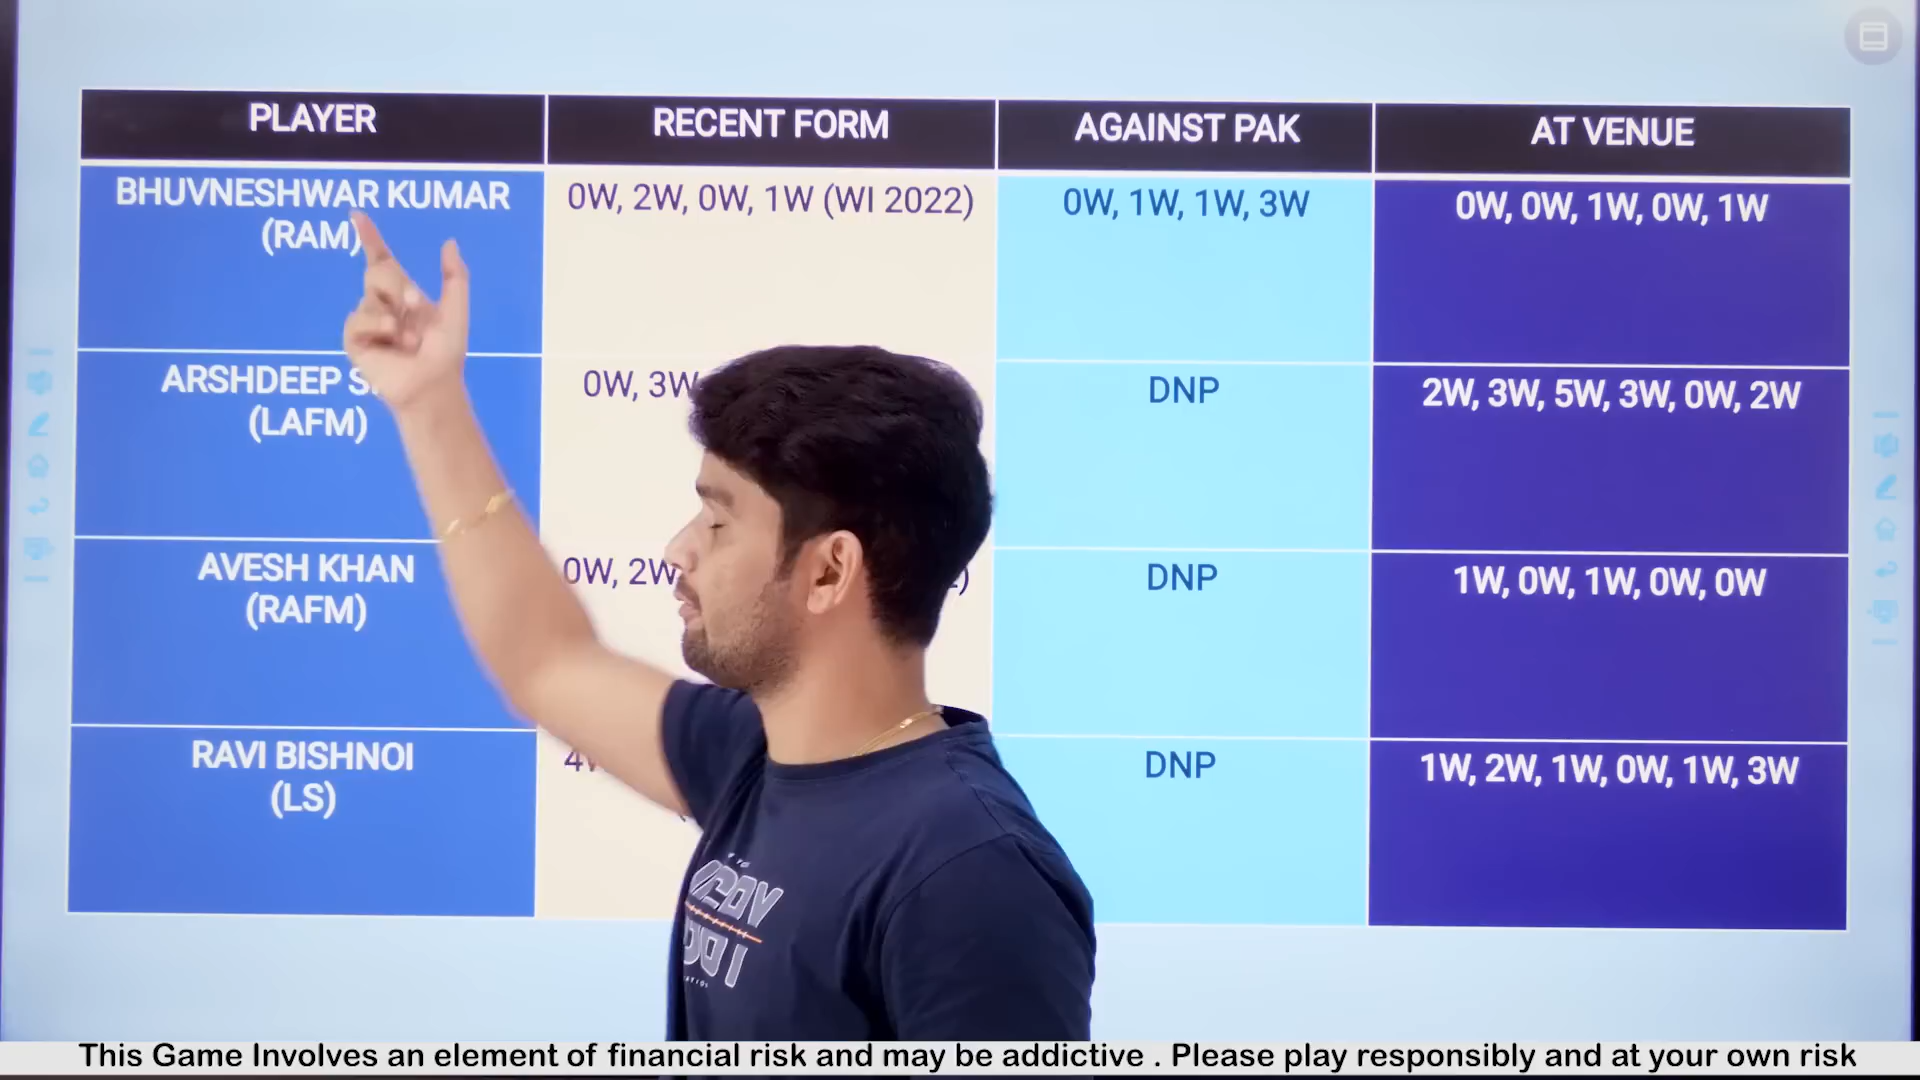 PLAYER RECENT FORM AGAINST PAK AT VENUE
BHUVNESHWAR KUMAR
(RAM)
0W, 2W, 0W, 1W (WI 2022)
0W, 1W, 1W, 3W
0W, 0W, 1W, 0W, 1W
ARSHDEEP
(LAFM)
0W, 3W
DNP
2W, 3W, 5W, 3W, 0W, 2W
AVESH KHAN
(RAFM)
0W, 2W
DNP
1W, 0W, 1W, 0W, 0W
RAVI BISHNOI
(LS)
DNP
1W, 2W, 1W, 0W, 1W, 3W
This Game Involves an element of financial risk and may be addictive . Please play responsibly and at your own risk